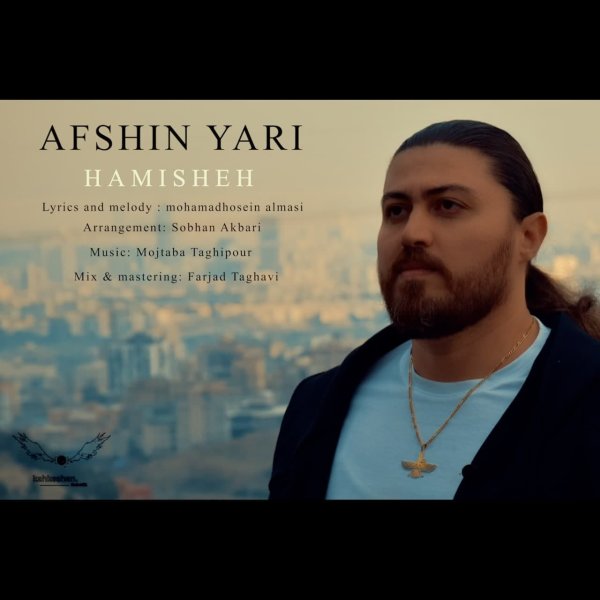 AFSHIN YARI
HAMISHEH
Lyrics and melody : mohamadhosein almasi
Arrangement: Sobhan Akbari
Music: Mojtaba Taghipour
Mix & mastering: Farjad Taghavi